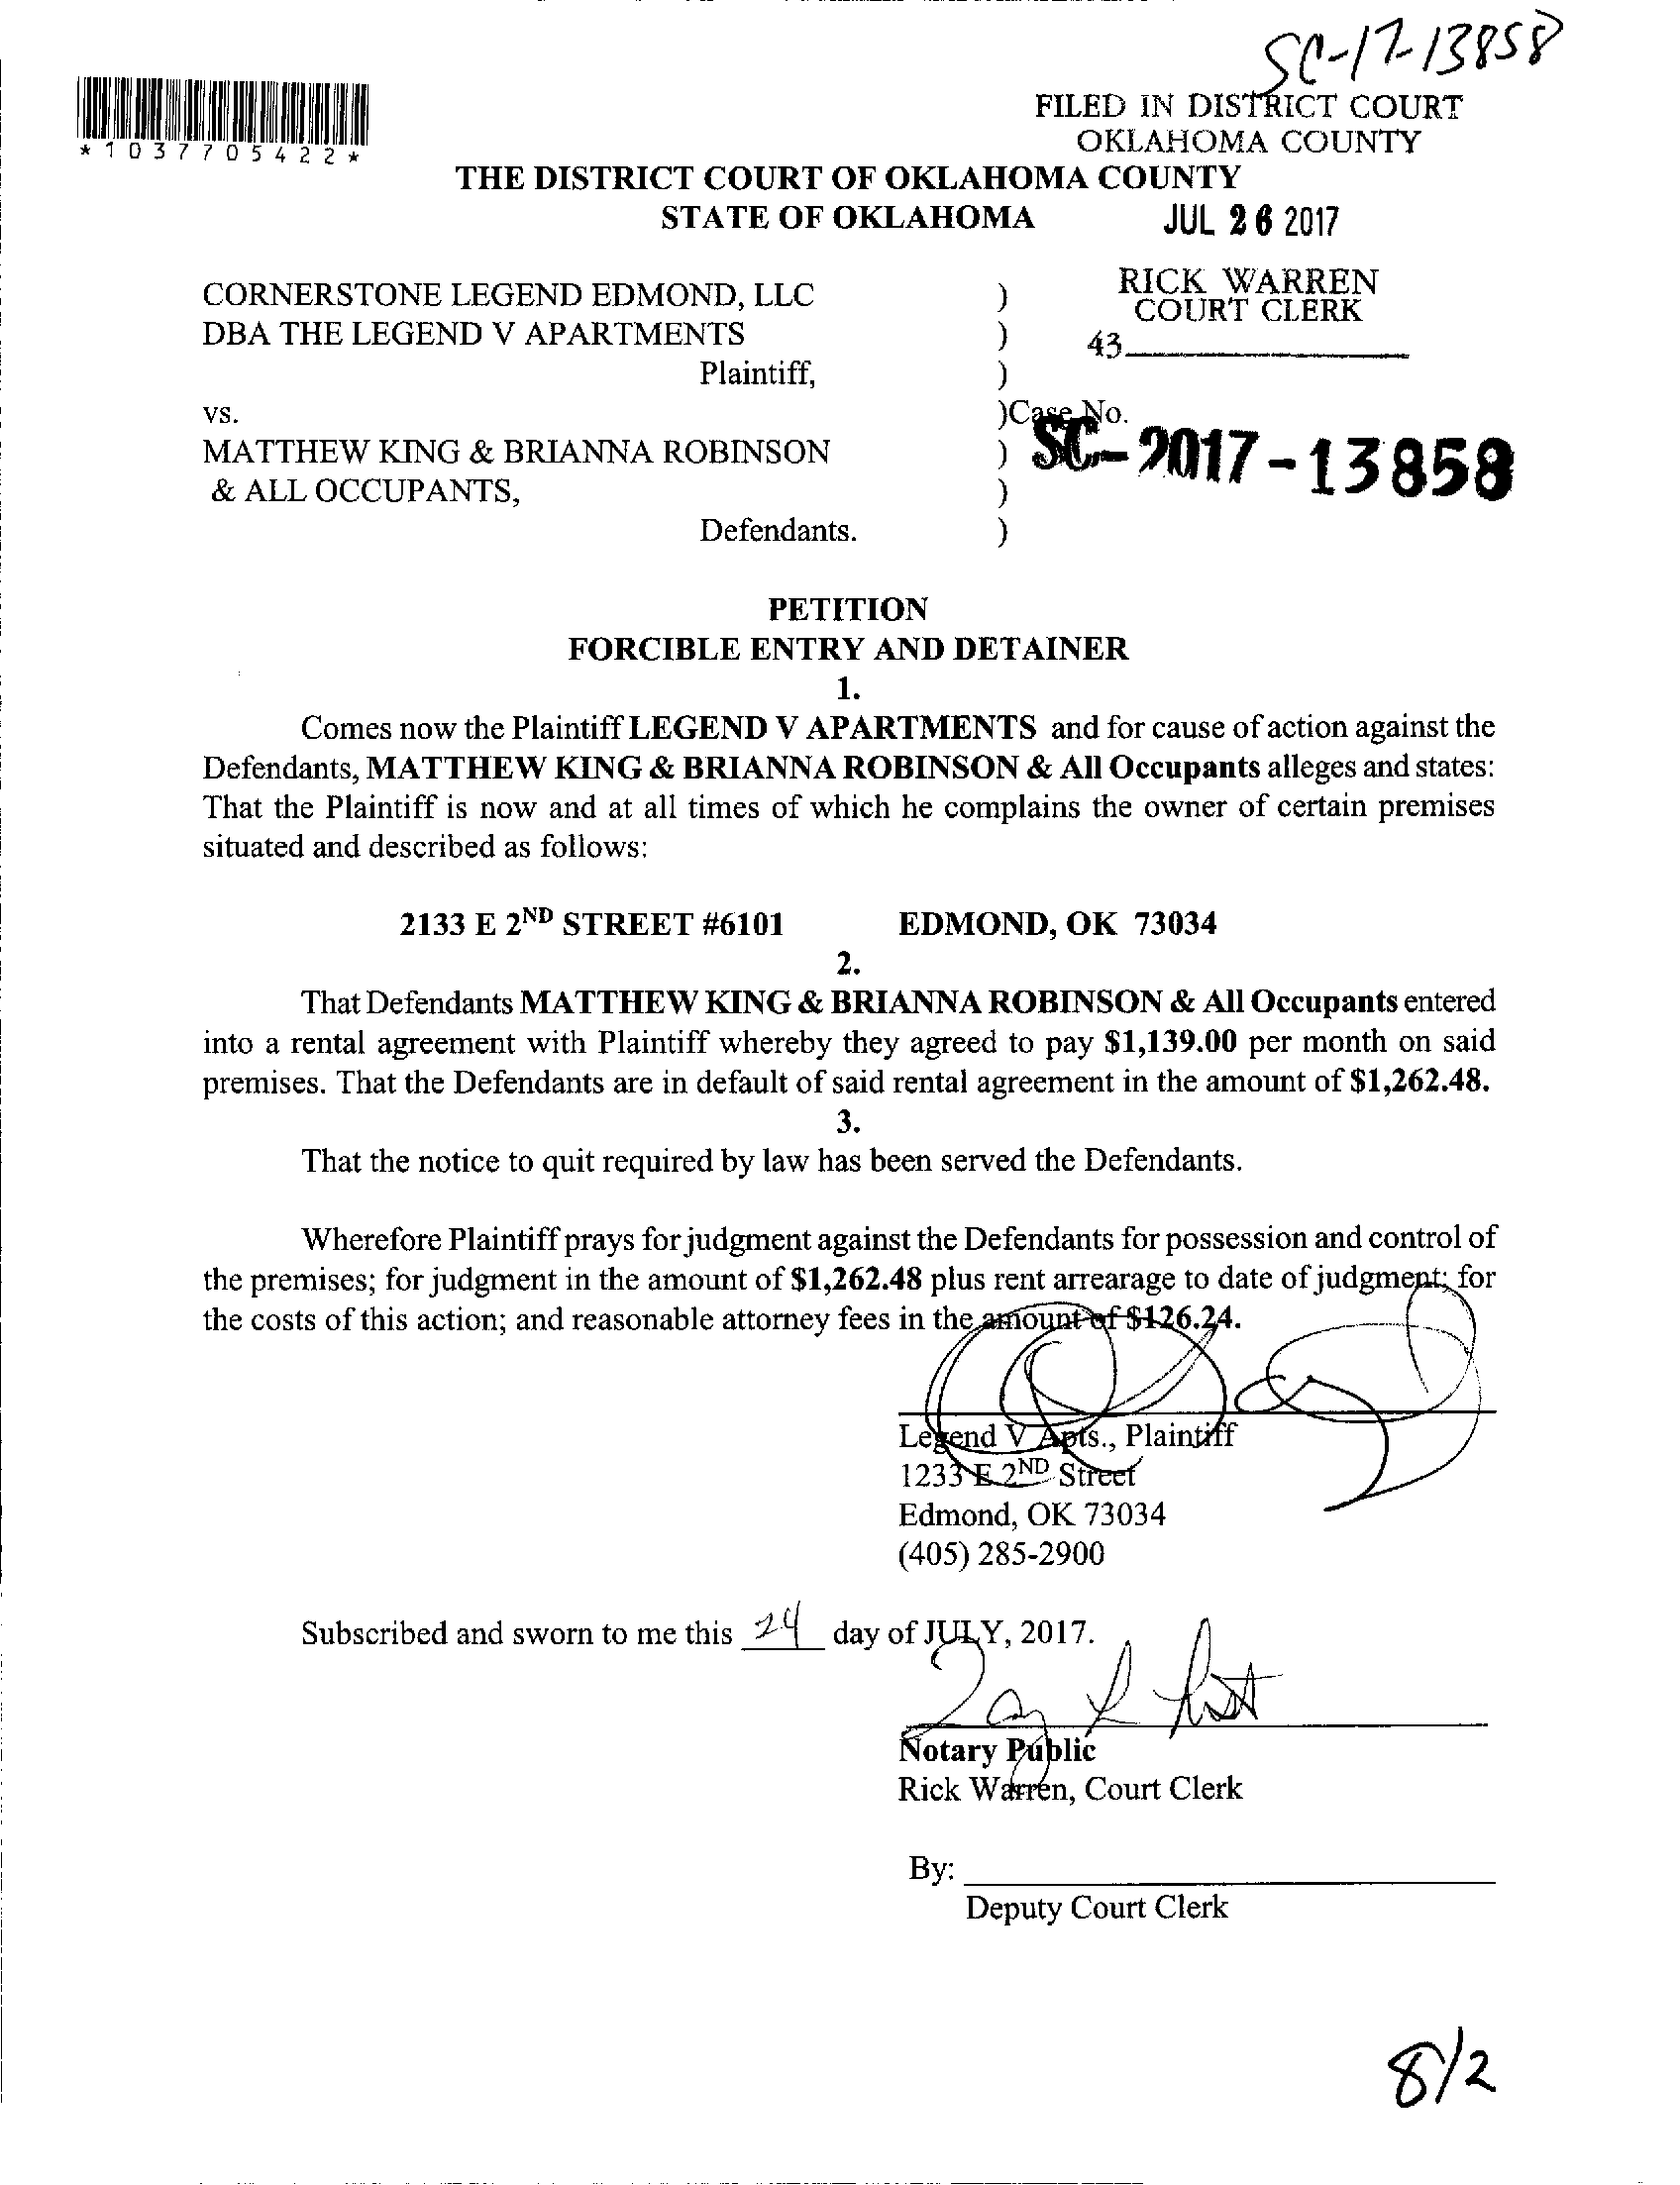 SC-17-13858
*1037705422*
FILED IN DISTRICT COURT
OKLAHOMA COUNTY
THE DISTRICT COURT OF OKLAHOMA COUNTY
STATE OF OKLAHOMA
JUL 26 2017
CORNERSTONE LEGEND EDMOND, LLC )
RICK WARREN
COURT CLERK
DBA THE LEGEND V APARTMENTS )
43
Plaintiff, )
vs. )Case No.
MATTHEW KING & BRIANNA ROBINSON ) SC-2017-13858
& ALL OCCUPANTS, )
Defendants. )
PETITION
FORCIBLE ENTRY AND DETAINER
1.
Comes now the Plaintiff LEGEND V APARTMENTS and for cause of action against the
Defendants, MATTHEW KING & BRIANNA ROBINSON & All Occupants alleges and states:
That the Plaintiff is now and at all times of which he complains the owner of certain premises
situated and described as follows:
2133 E 2ND STREET #6101 EDMOND, OK 73034
2.
That Defendants MATTHEW KING & BRIANNA ROBINSON & All Occupants entered
into a rental agreement with Plaintiff whereby they agreed to pay $1,139.00 per month on said
premises. That the Defendants are in default of said rental agreement in the amount of $1,262.48.
3.
That the notice to quit required by law has been served the Defendants.
Wherefore Plaintiff prays for judgment against the Defendants for possession and control of
the premises; for judgment in the amount of $1,262.48 plus rent arrearage to date of judgment; for
the costs of this action; and reasonable attorney fees in the amount of $126.24.
Legend V Apts., Plaintiff
1233 E 2ND Street
Edmond, OK 73034
(405) 285-2900
Subscribed and sworn to me this 24 day of JULY, 2017.
Notary Public
Rick Warren, Court Clerk
By:
Deputy Court Clerk
8/2